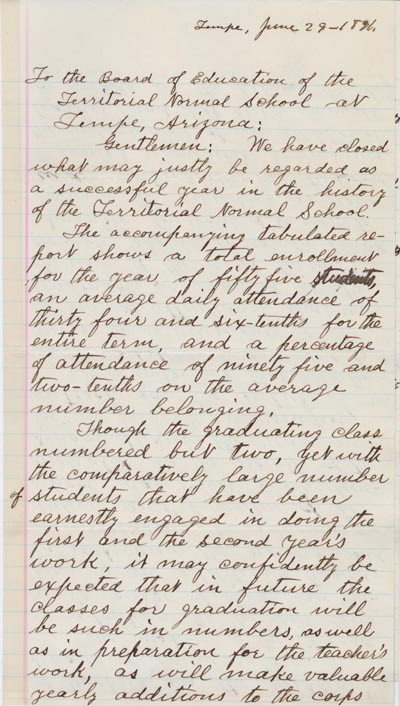 Tempe, June 29-1896.
To the Board of Education of the
Territorial Normal School at
Tempe, Arizona:
Gentlemen: We have closed
what may justly be regarded as
a successful year in the history
of the Territorial Normal School.
The accompanying tabulated re-
port shows a total enrollment
for the year of fifty five students,
an average daily attendance of
thirty four and six-tenths for the
entire term, and a percentage
of attendance of ninety five and
two-tenths on the average
number belonging.
Though the graduating class
numbered but two, yet with
the comparatively large number
of students that have been
earnestly engaged in doing the
first and the second year's
work, it may confidently be
expected that in future the
classes for graduation will
be such in numbers, as well
as in preparation for the teacher's
work, as will make valuable
yearly additions to the corps